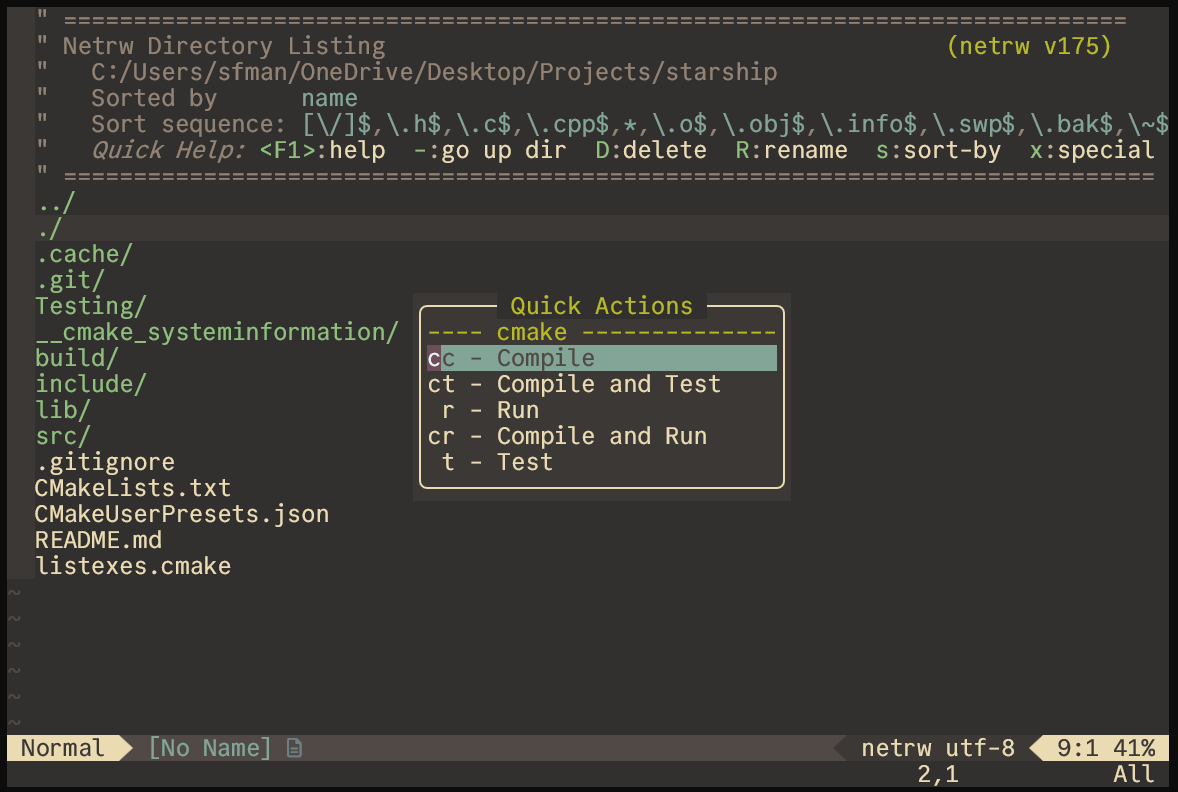 " ============================================================================
" Netrw Directory Listing                                        (netrw v175)
"   C:/Users/sfman/OneDrive/Desktop/Projects/starship
"   Sorted by      name
"   Sort sequence: [\/]$,\.h$,\.c$,\.cpp$,*,\.o$,\.obj$,\.info$,\.swp$,\.bak$,\~$
"   Quick Help: <F1>:help  -:go up dir  D:delete  R:rename  s:sort-by  x:special
" ==============================================================================
../
./
.cache/
.git/
Testing/
__cmake_systeminformation/
build/
include/
lib/
src/
.gitignore
CMakeLists.txt
CMakeUserPresets.json
README.md
listexes.cmake
Quick Actions
---- cmake --------------
cc - Compile
ct - Compile and Test
 r - Run
cr - Compile and Run
 t - Test
~
~
~
~
~
~
Normal [No Name] netrw utf-8 9:1 41%
2,1 All